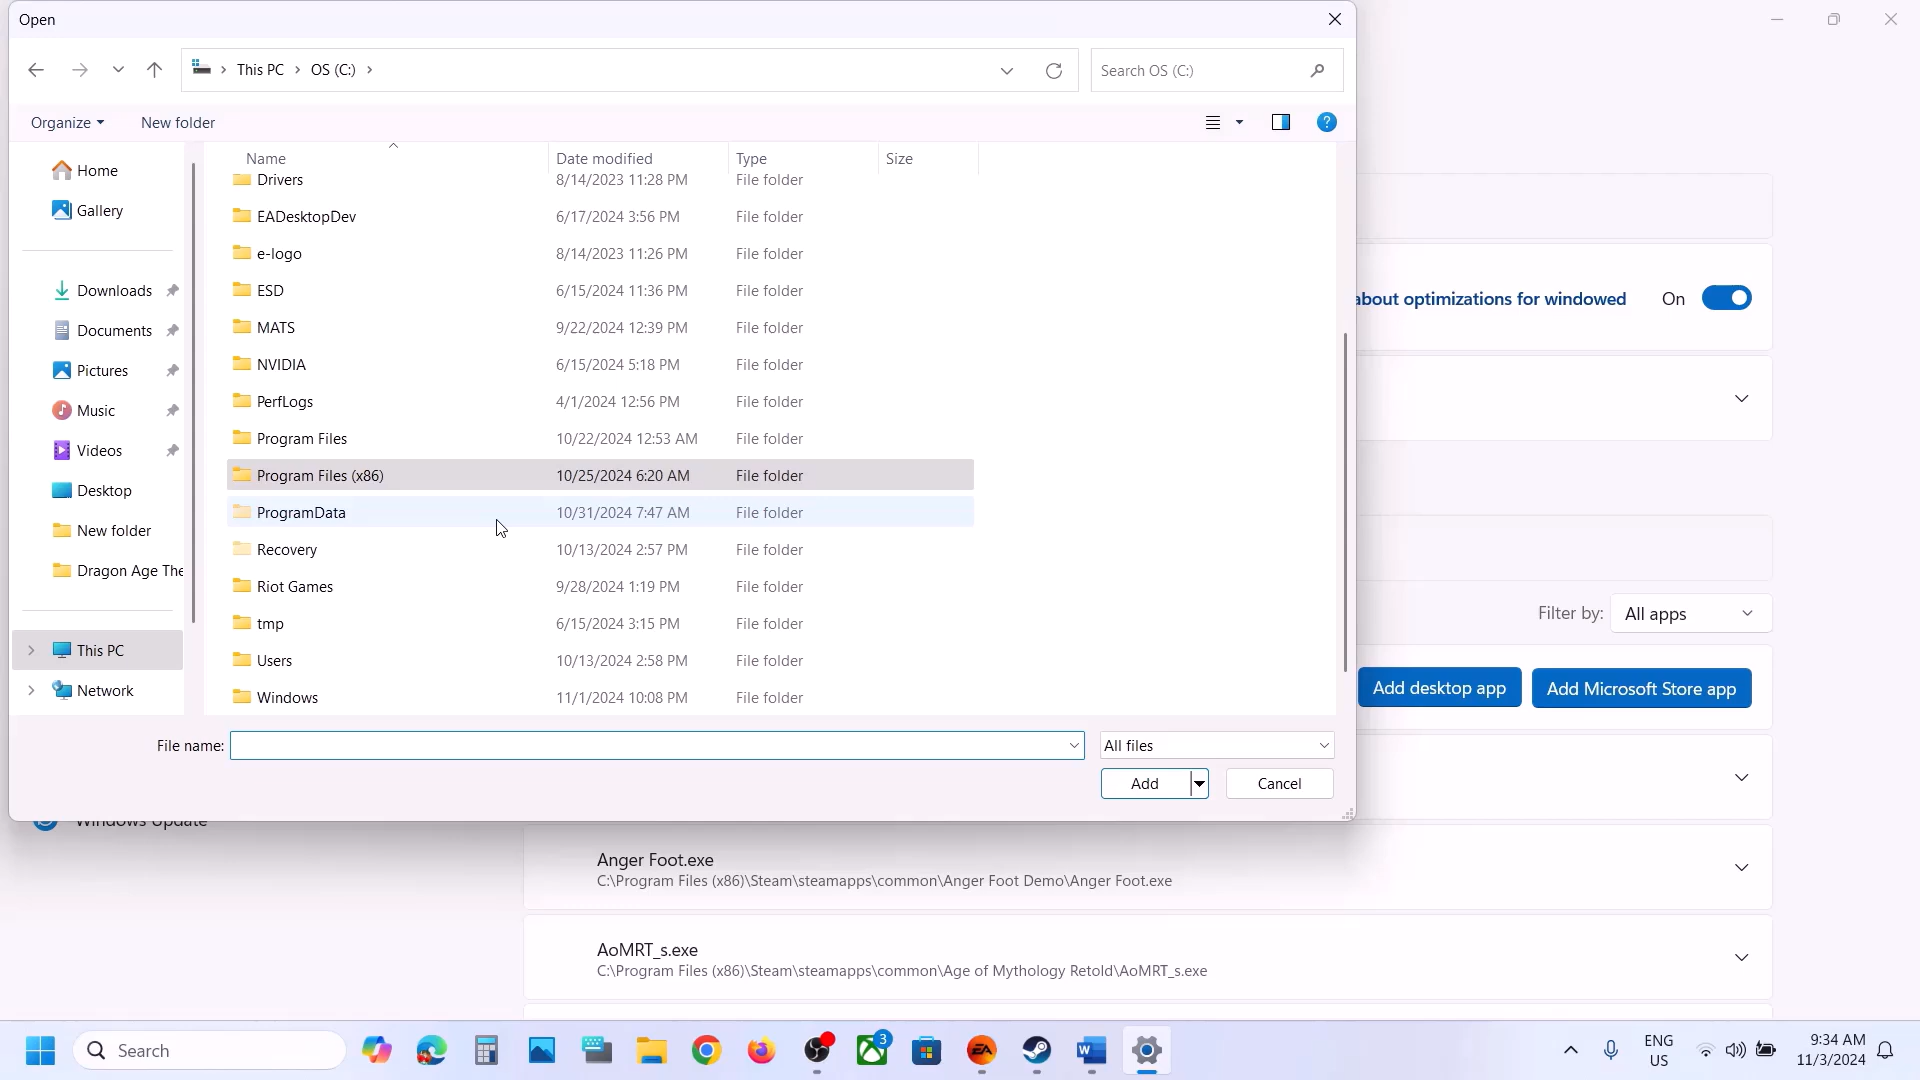 Open
This PC
OS (C:)
Search OS (C:)
Organize
New folder
Name
Date modified
Type
Size
Home
Gallery
Downloads
Documents
Pictures
Music
Videos
Desktop
New folder
Dragon Age The
This PC
Network
Drivers 8/14/2023 11:28 PM File folder
EADesktopDev 6/17/2024 3:56 PM File folder
e-logo 8/14/2023 11:26 PM File folder
ESD 6/15/2024 11:36 PM File folder
MATS 9/22/2024 12:39 PM File folder
NVIDIA 6/15/2024 5:18 PM File folder
PerfLogs 4/1/2024 12:56 PM File folder
Program Files 10/22/2024 12:53 AM File folder
Program Files (x86) 10/25/2024 6:20 AM File folder
ProgramData 10/31/2024 7:47 AM File folder
Recovery 10/13/2024 2:57 PM File folder
Riot Games 9/28/2024 1:19 PM File folder
tmp 6/15/2024 3:15 PM File folder
Users 10/13/2024 2:58 PM File folder
Windows 11/1/2024 10:08 PM File folder
File name:
All files
Add
Cancel
about optimizations for windowed
On
Filter by:
All apps
Add desktop app
Add Microsoft Store app
Windows Update
Anger Foot.exe
C:\Program Files (x86)\Steam\steamapps\common\Anger Foot Demo\Anger Foot.exe
AoMRT_s.exe
C:\Program Files (x86)\Steam\steamapps\common\Age of Mythology Retold\AoMRT_s.exe
Search
3
EA
ENG
US
9:34 AM
11/3/2024